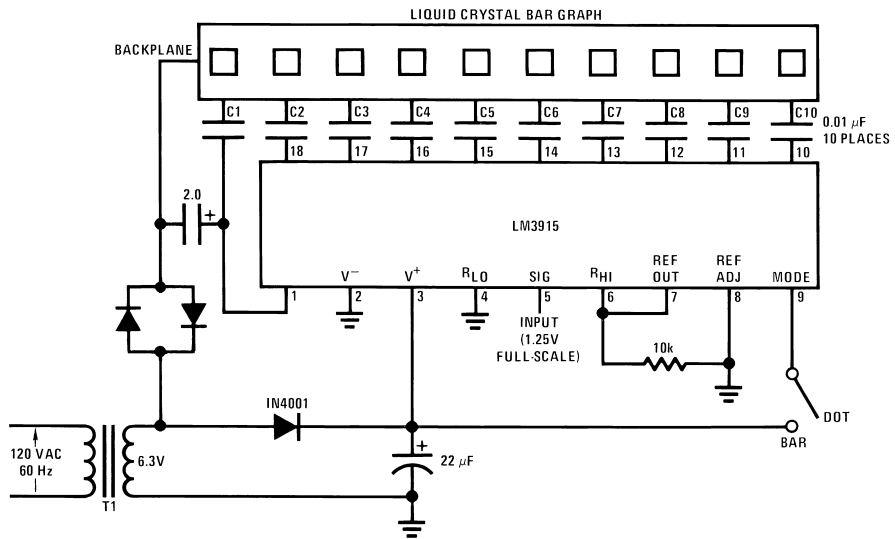 LIQUID CRYSTAL BAR GRAPH
BACKPLANE
C1 C2 C3 C4 C5 C6 C7 C8 C9 C10
0.01 μF
10 PLACES
18 17 16 15 14 13 12 11 10
2.0
+
LM3915
V⁻ V⁺ RLO SIG RHI REF OUT REF ADJ MODE
1 2 3 4 5 6 7 8 9
INPUT
(1.25V
FULL-SCALE)
10k
IN4001
DOT
BAR
+
22 μF
120 VAC
60 Hz
6.3V
T1